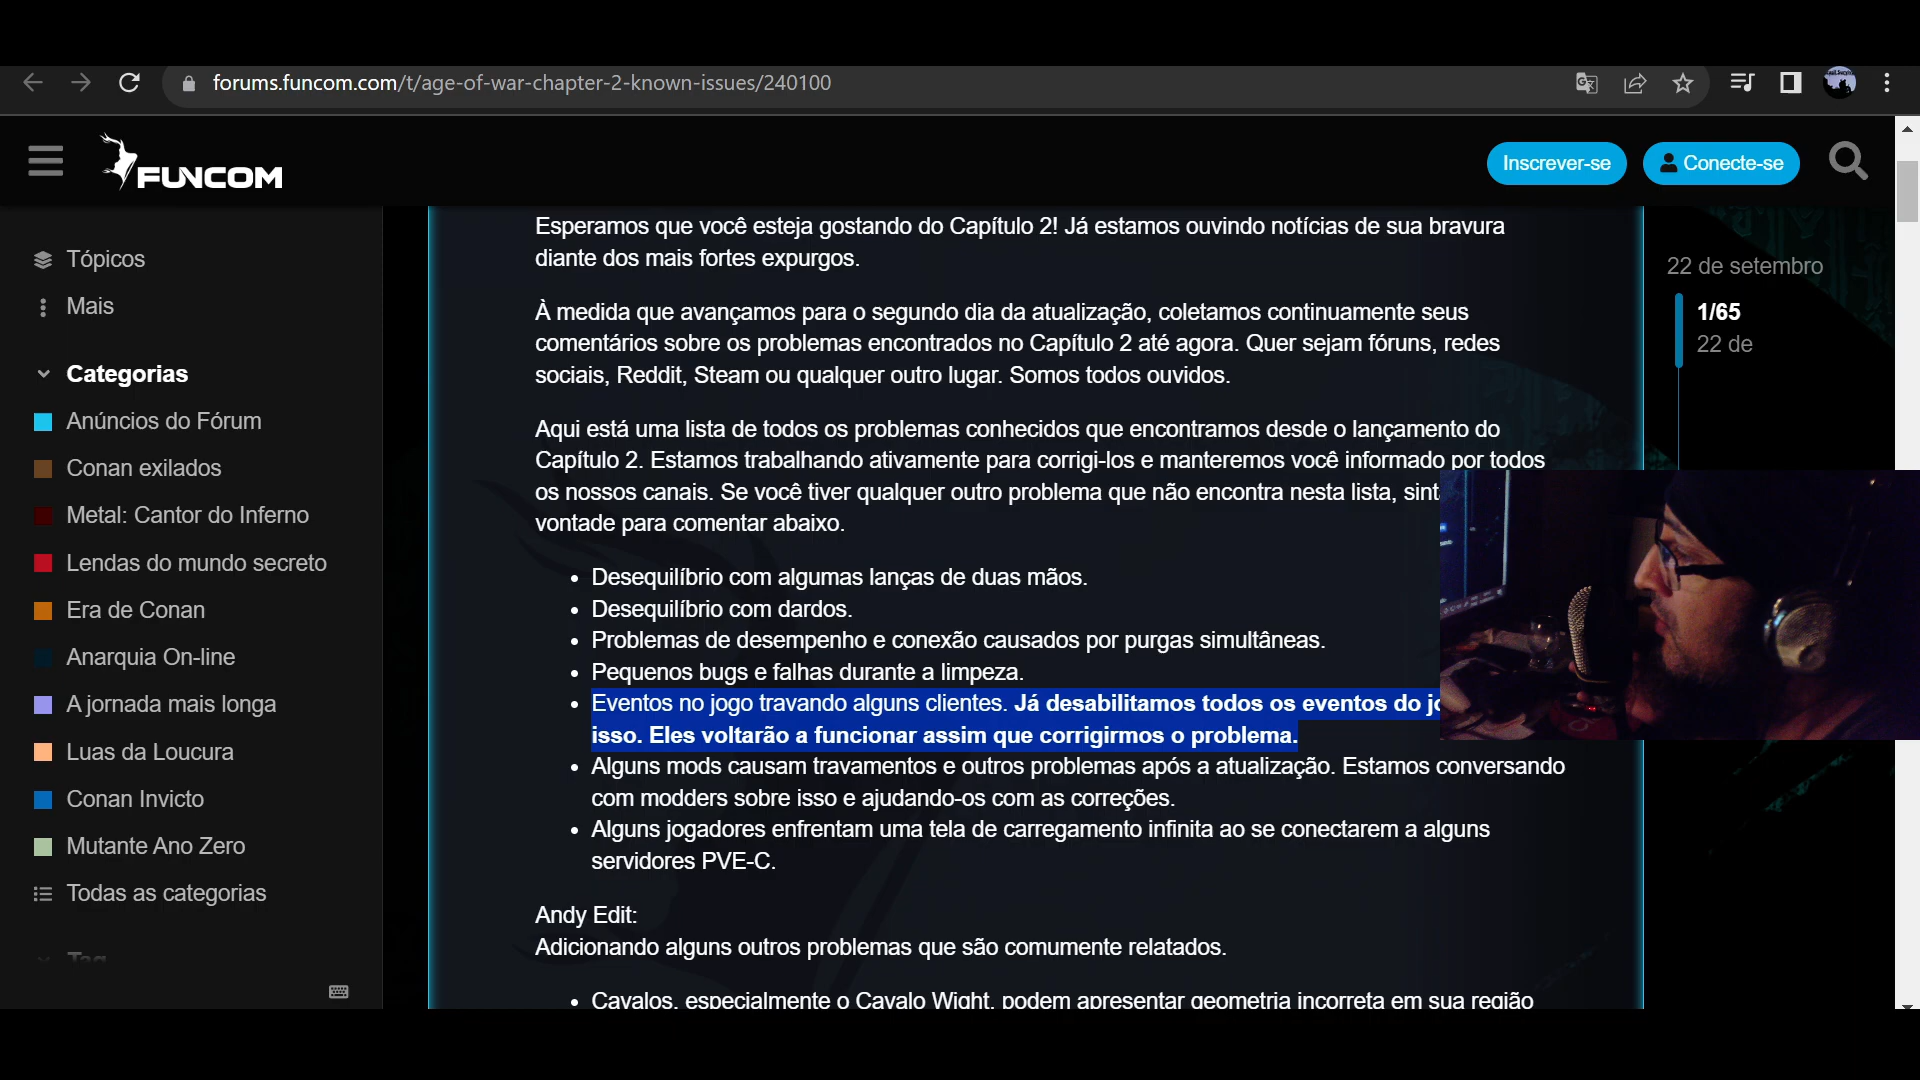 forums.funcom.com/t/age-of-war-chapter-2-known-issues/240100
FUNCOM
Inscrever-se
Conecte-se
Tópicos
Mais
Categorias
Anúncios do Fórum
Conan exilados
Metal: Cantor do Inferno
Lendas do mundo secreto
Era de Conan
Anarquia On-line
A jornada mais longa
Luas da Loucura
Conan Invicto
Mutante Ano Zero
Todas as categorias
Tag
Esperamos que você esteja gostando do Capítulo 2! Já estamos ouvindo notícias de sua bravura
diante dos mais fortes expurgos.
À medida que avançamos para o segundo dia da atualização, coletamos continuamente seus
comentários sobre os problemas encontrados no Capítulo 2 até agora. Quer sejam fóruns, redes
sociais, Reddit, Steam ou qualquer outro lugar. Somos todos ouvidos.
Aqui está uma lista de todos os problemas conhecidos que encontramos desde o lançamento do
Capítulo 2. Estamos trabalhando ativamente para corrigi-los e manteremos você informado por todos
os nossos canais. Se você tiver qualquer outro problema que não encontra nesta lista,
vontade para comentar abaixo.
• Desequilíbrio com algumas lanças de duas mãos.
• Desequilíbrio com dardos.
• Problemas de desempenho e conexão causados por purgas simultâneas.
• Pequenos bugs e falhas durante a limpeza.
• Eventos no jogo travando alguns clientes. Já desabilitamos todos os eventos do
isso. Eles voltarão a funcionar assim que corrigirmos o problema.
• Alguns mods causam travamentos e outros problemas após a atualização. Estamos conversando
com modders sobre isso e ajudando-os com as correções.
• Alguns jogadores enfrentam uma tela de carregamento infinita ao se conectarem a alguns
servidores PVE-C.
Andy Edit:
Adicionando alguns outros problemas que são comumente relatados.
• Cavalos, especialmente o Cavalo Wight, podem apresentar geometria incorreta em sua região
22 de setembro
1/65
22 de